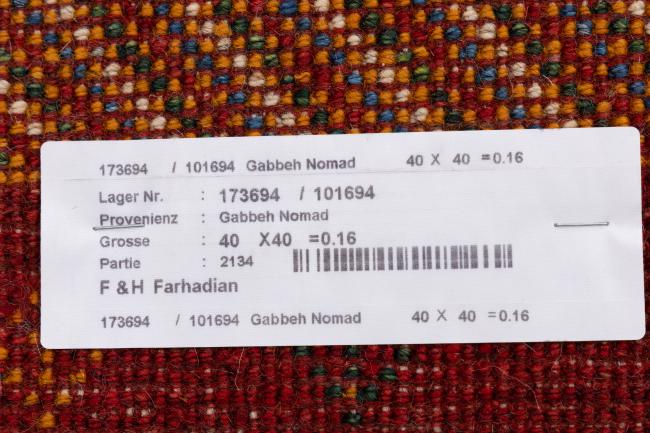 173694 / 101694 Gabbeh Nomad 40 X 40 =0.16
Lager Nr. : 173694 / 101694
Provenienz : Gabbeh Nomad
Grosse : 40 X40 =0.16
Partie : 2134
F & H Farhadian
173694 / 101694 Gabbeh Nomad 40 X 40 =0.16